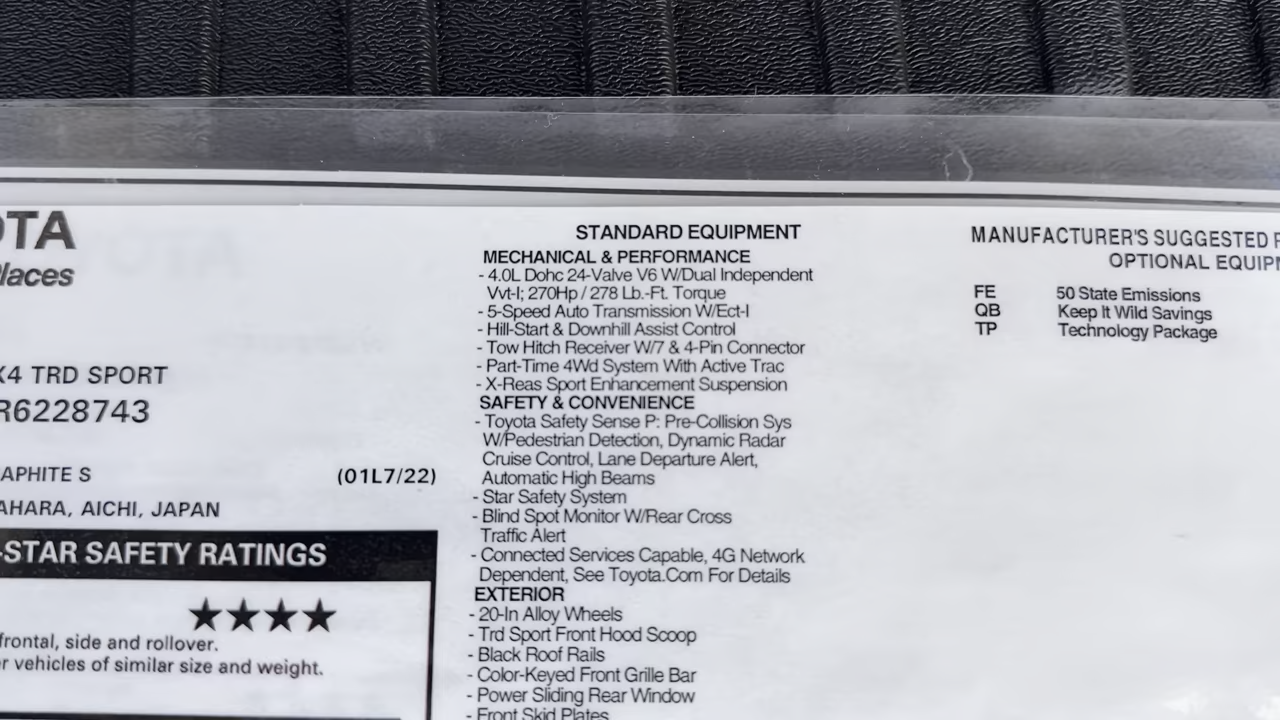 OTA
laces
X4 TRD SPORT
R6228743
APHITE S (01L7/22)
AHARA, AICHI, JAPAN
-STAR SAFETY RATINGS
★★★★
frontal, side and rollover.
r vehicles of similar size and weight.
STANDARD EQUIPMENT
MECHANICAL & PERFORMANCE
- 4.0L Dohc 24-Valve V6 W/Dual Independent
Vvt-I; 270Hp / 278 Lb.-Ft. Torque
- 5-Speed Auto Transmission W/Ect-I
- Hill-Start & Downhill Assist Control
- Tow Hitch Receiver W/7 & 4-Pin Connector
- Part-Time 4Wd System With Active Trac
- X-Reas Sport Enhancement Suspension
SAFETY & CONVENIENCE
- Toyota Safety Sense P: Pre-Collision Sys
W/Pedestrian Detection, Dynamic Radar
Cruise Control, Lane Departure Alert,
Automatic High Beams
- Star Safety System
- Blind Spot Monitor W/Rear Cross
Traffic Alert
- Connected Services Capable, 4G Network
Dependent, See Toyota.Com For Details
EXTERIOR
- 20-In Alloy Wheels
- Trd Sport Front Hood Scoop
- Black Roof Rails
- Color-Keyed Front Grille Bar
- Power Sliding Rear Window
- Front Skid Plates
MANUFACTURER'S SUGGESTED
OPTIONAL EQUIP
FE 50 State Emissions
QB Keep It Wild Savings
TP Technology Package